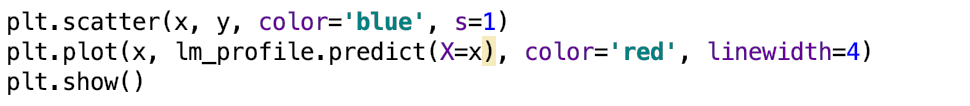 plt.scatter(x, y, color='blue', s=1)
plt.plot(x, lm_profile.predict(X=x), color='red', linewidth=4)
plt.show()